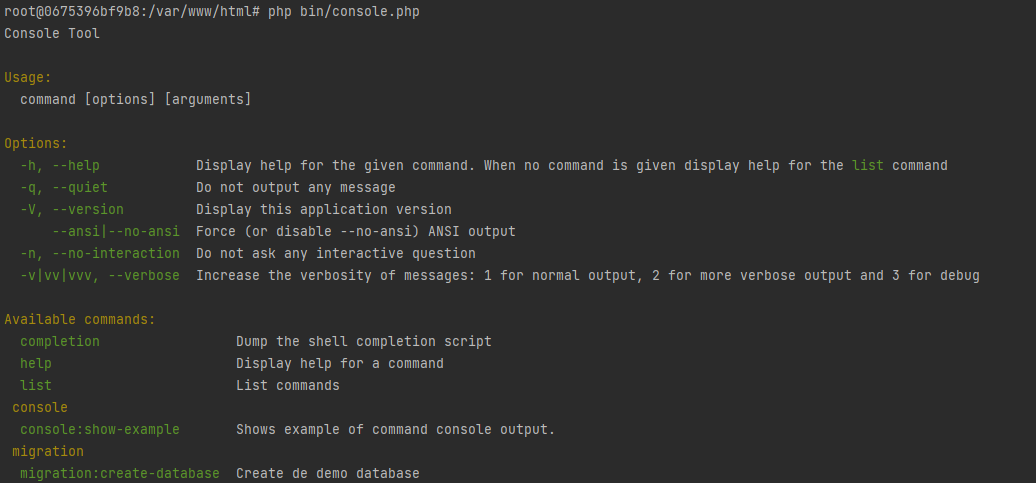 root@0675396bf9b8:/var/www/html# php bin/console.php
Console Tool
Usage:
command [options] [arguments]
Options:
-h, --help Display help for the given command. When no command is given display help for the list command
-q, --quiet Do not output any message
-V, --version Display this application version
--ansi|--no-ansi Force (or disable --no-ansi) ANSI output
-n, --no-interaction Do not ask any interactive question
-v|vv|vvv, --verbose Increase the verbosity of messages: 1 for normal output, 2 for more verbose output and 3 for debug
Available commands:
completion Dump the shell completion script
help Display help for a command
list List commands
console
console:show-example Shows example of command console output.
migration
migration:create-database Create de demo database